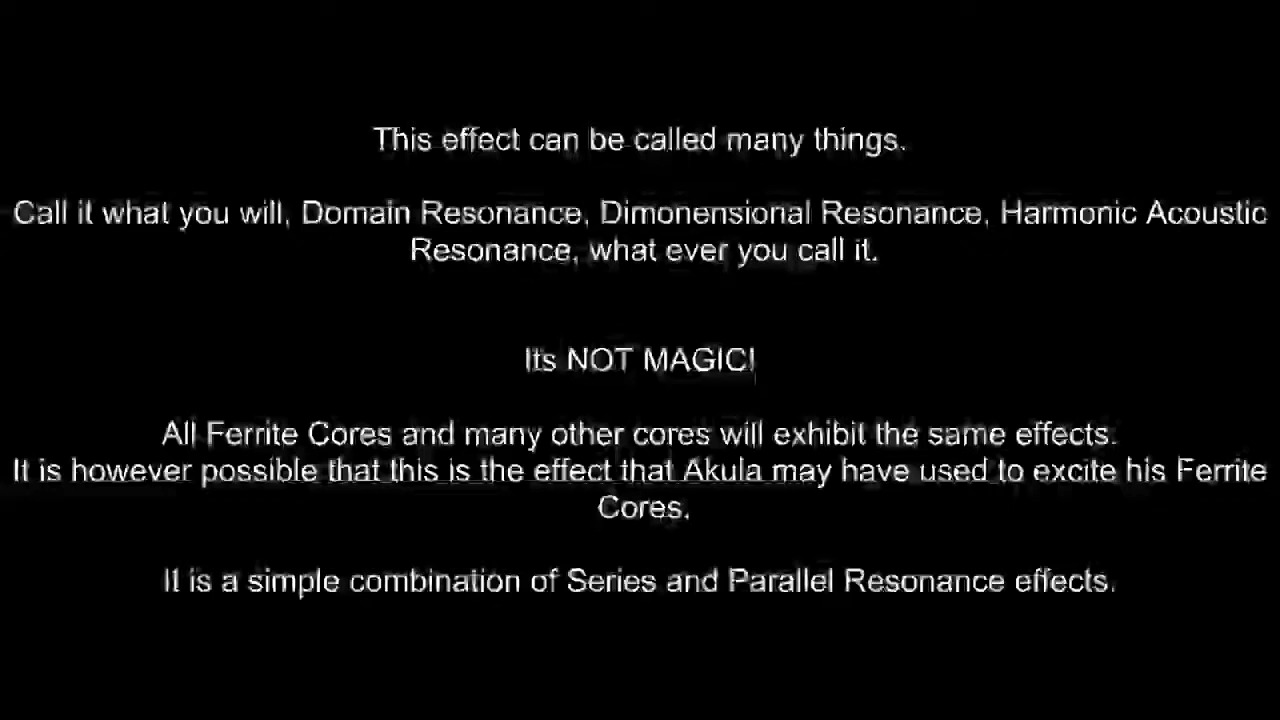 This effect can be called many things.
Call it what you will, Domain Resonance, Dimonensional Resonance, Harmonic Acoustic
Resonance, what ever you call it.
Its NOT MAGIC!
All Ferrite Cores and many other cores will exhibit the same effects.
It is however possible that this is the effect that Akula may have used to excite his Ferrite
Cores.
It is a simple combination of Series and Parallel Resonance effects.